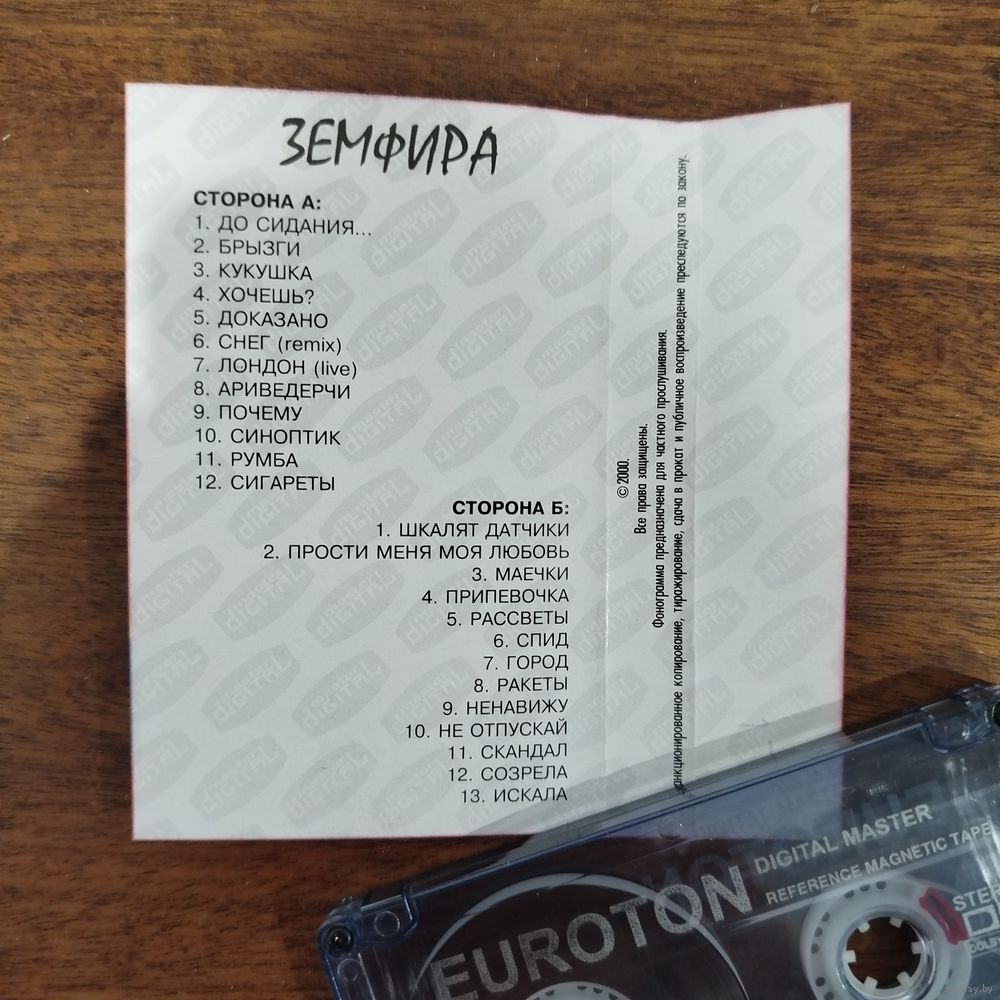 ЗЕМФИРА
СТОРОНА А:
1. ДО СИДАНИЯ...
2. БРЫЗГИ
3. КУКУШКА
4. ХОЧЕШЬ?
5. ДОКАЗАНО
6. СНЕГ (remix)
7. ЛОНДОН (live)
8. АРИВЕДЕРЧИ
9. ПОЧЕМУ
10. СИНОПТИК
11. РУМБА
12. СИГАРЕТЫ
СТОРОНА Б:
1. ШКАЛЯТ ДАТЧИКИ
2. ПРОСТИ МЕНЯ МОЯ ЛЮБОВЬ
3. МАЕЧКИ
4. ПРИПЕВОЧКА
5. РАССВЕТЫ
6. СПИД
7. ГОРОД
8. РАКЕТЫ
9. НЕНАВИЖУ
10. НЕ ОТПУСКАЙ
11. СКАНДАЛ
12. СОЗРЕЛА
13. ИСКАЛА
© 2000.
Все права защищены.
Фонограмма предназначена для частного прослушивания.
копирование, тиражирование, сдача в прокат и публичное воспроизведение преследуются по закону.
EUROTON
DIGITAL MASTER
REFERENCE MAGNETIC TAPE